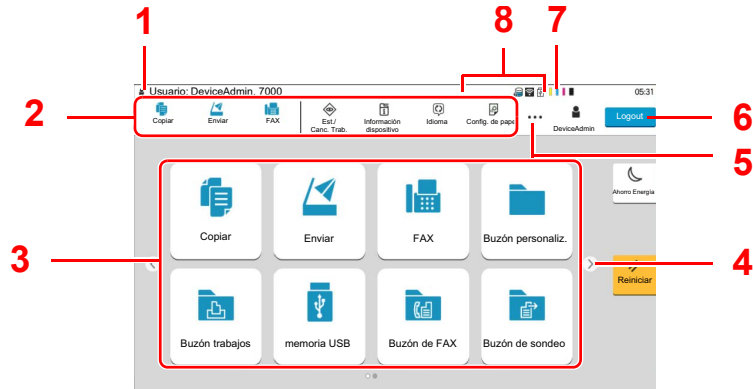 1
8
7
Usuario: DeviceAdmin. 7000
05:31
2
Copiar
Enviar
FAX
Est./
Canc. Trab.
Información
dispositivo
Idioma
Config. de pape
DeviceAdmin
Logout
6
5
Ahorro Energía
3
Copiar
Enviar
FAX
Buzón personaliz.
4
Reiniciar
Buzón trabajos
memoria USB
Buzón de FAX
Buzón de sondeo